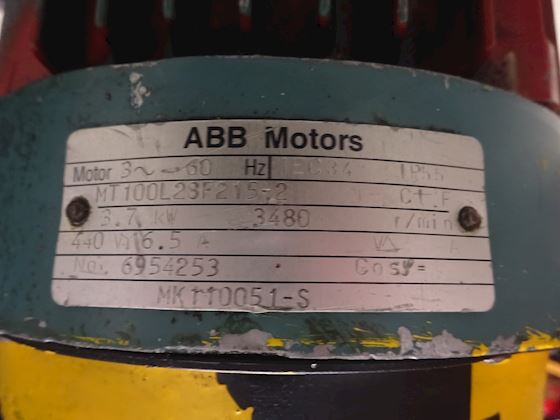 ABB Motors
Motor 3~ 60 Hz IEC34 IP55
MT100L28F215-2 Cl. F
3.7 kW 3480 r/min
440 V 6.5 A V A
No. 6954253 Cosφ=
MK110051-S